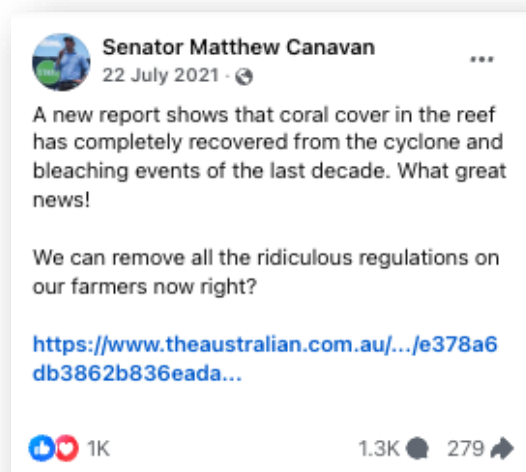 Senator Matthew Canavan
22 July 2021 ·
A new report shows that coral cover in the reef
has completely recovered from the cyclone and
bleaching events of the last decade. What great
news!
We can remove all the ridiculous regulations on
our farmers now right?
https://www.theaustralian.com.au/.../e378a6
db3862b836eada...
1K
1.3K
279